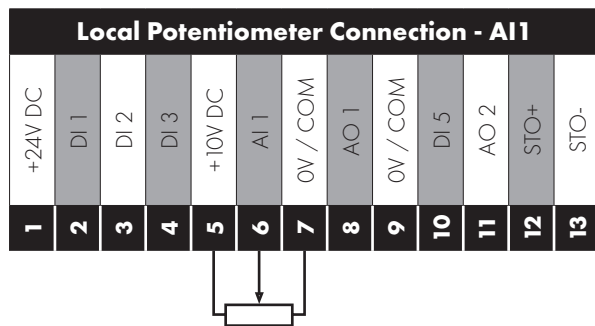 Local Potentiometer Connection - AI1
+24V DC
DI 1
DI 2
DI 3
+10V DC
AI 1
0V / COM
AO 1
0V / COM
DI 5
AO 2
STO+
STO-
1
2
3
4
5
6
7
8
9
10
11
12
13